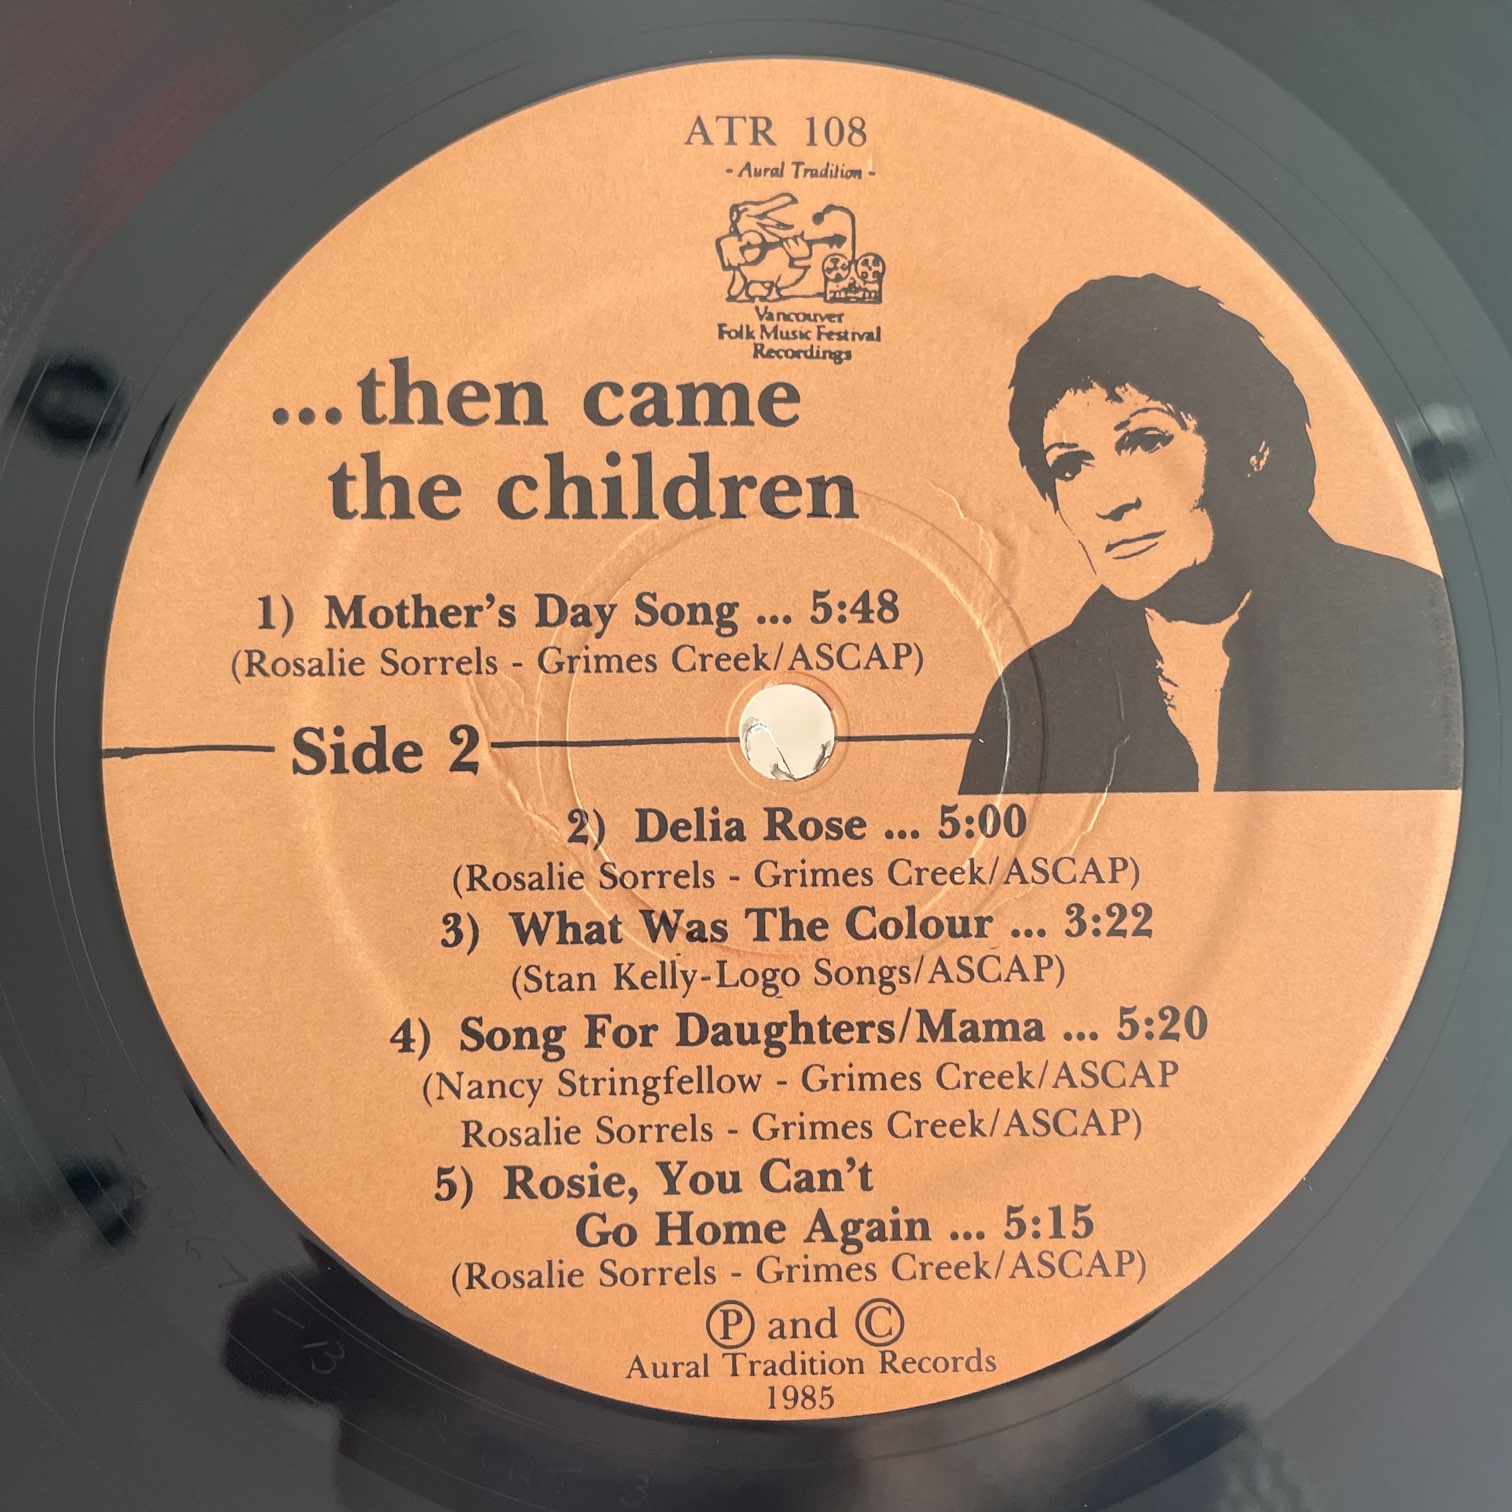 ATR 108
- Aural Tradition -
Vancouver
Folk Music Festival
Recordings
...then came
the children
1) Mother's Day Song ... 5:48
(Rosalie Sorrels - Grimes Creek/ASCAP)
Side 2
2) Delia Rose ... 5:00
(Rosalie Sorrels - Grimes Creek/ASCAP)
3) What Was The Colour ... 3:22
(Stan Kelly-Logo Songs/ASCAP)
4) Song For Daughters/Mama ... 5:20
(Nancy Stringfellow - Grimes Creek/ASCAP
Rosalie Sorrels - Grimes Creek/ASCAP)
5) Rosie, You Can't
Go Home Again ... 5:15
(Rosalie Sorrels - Grimes Creek/ASCAP)
Ⓟ and Ⓒ
Aural Tradition Records
1985